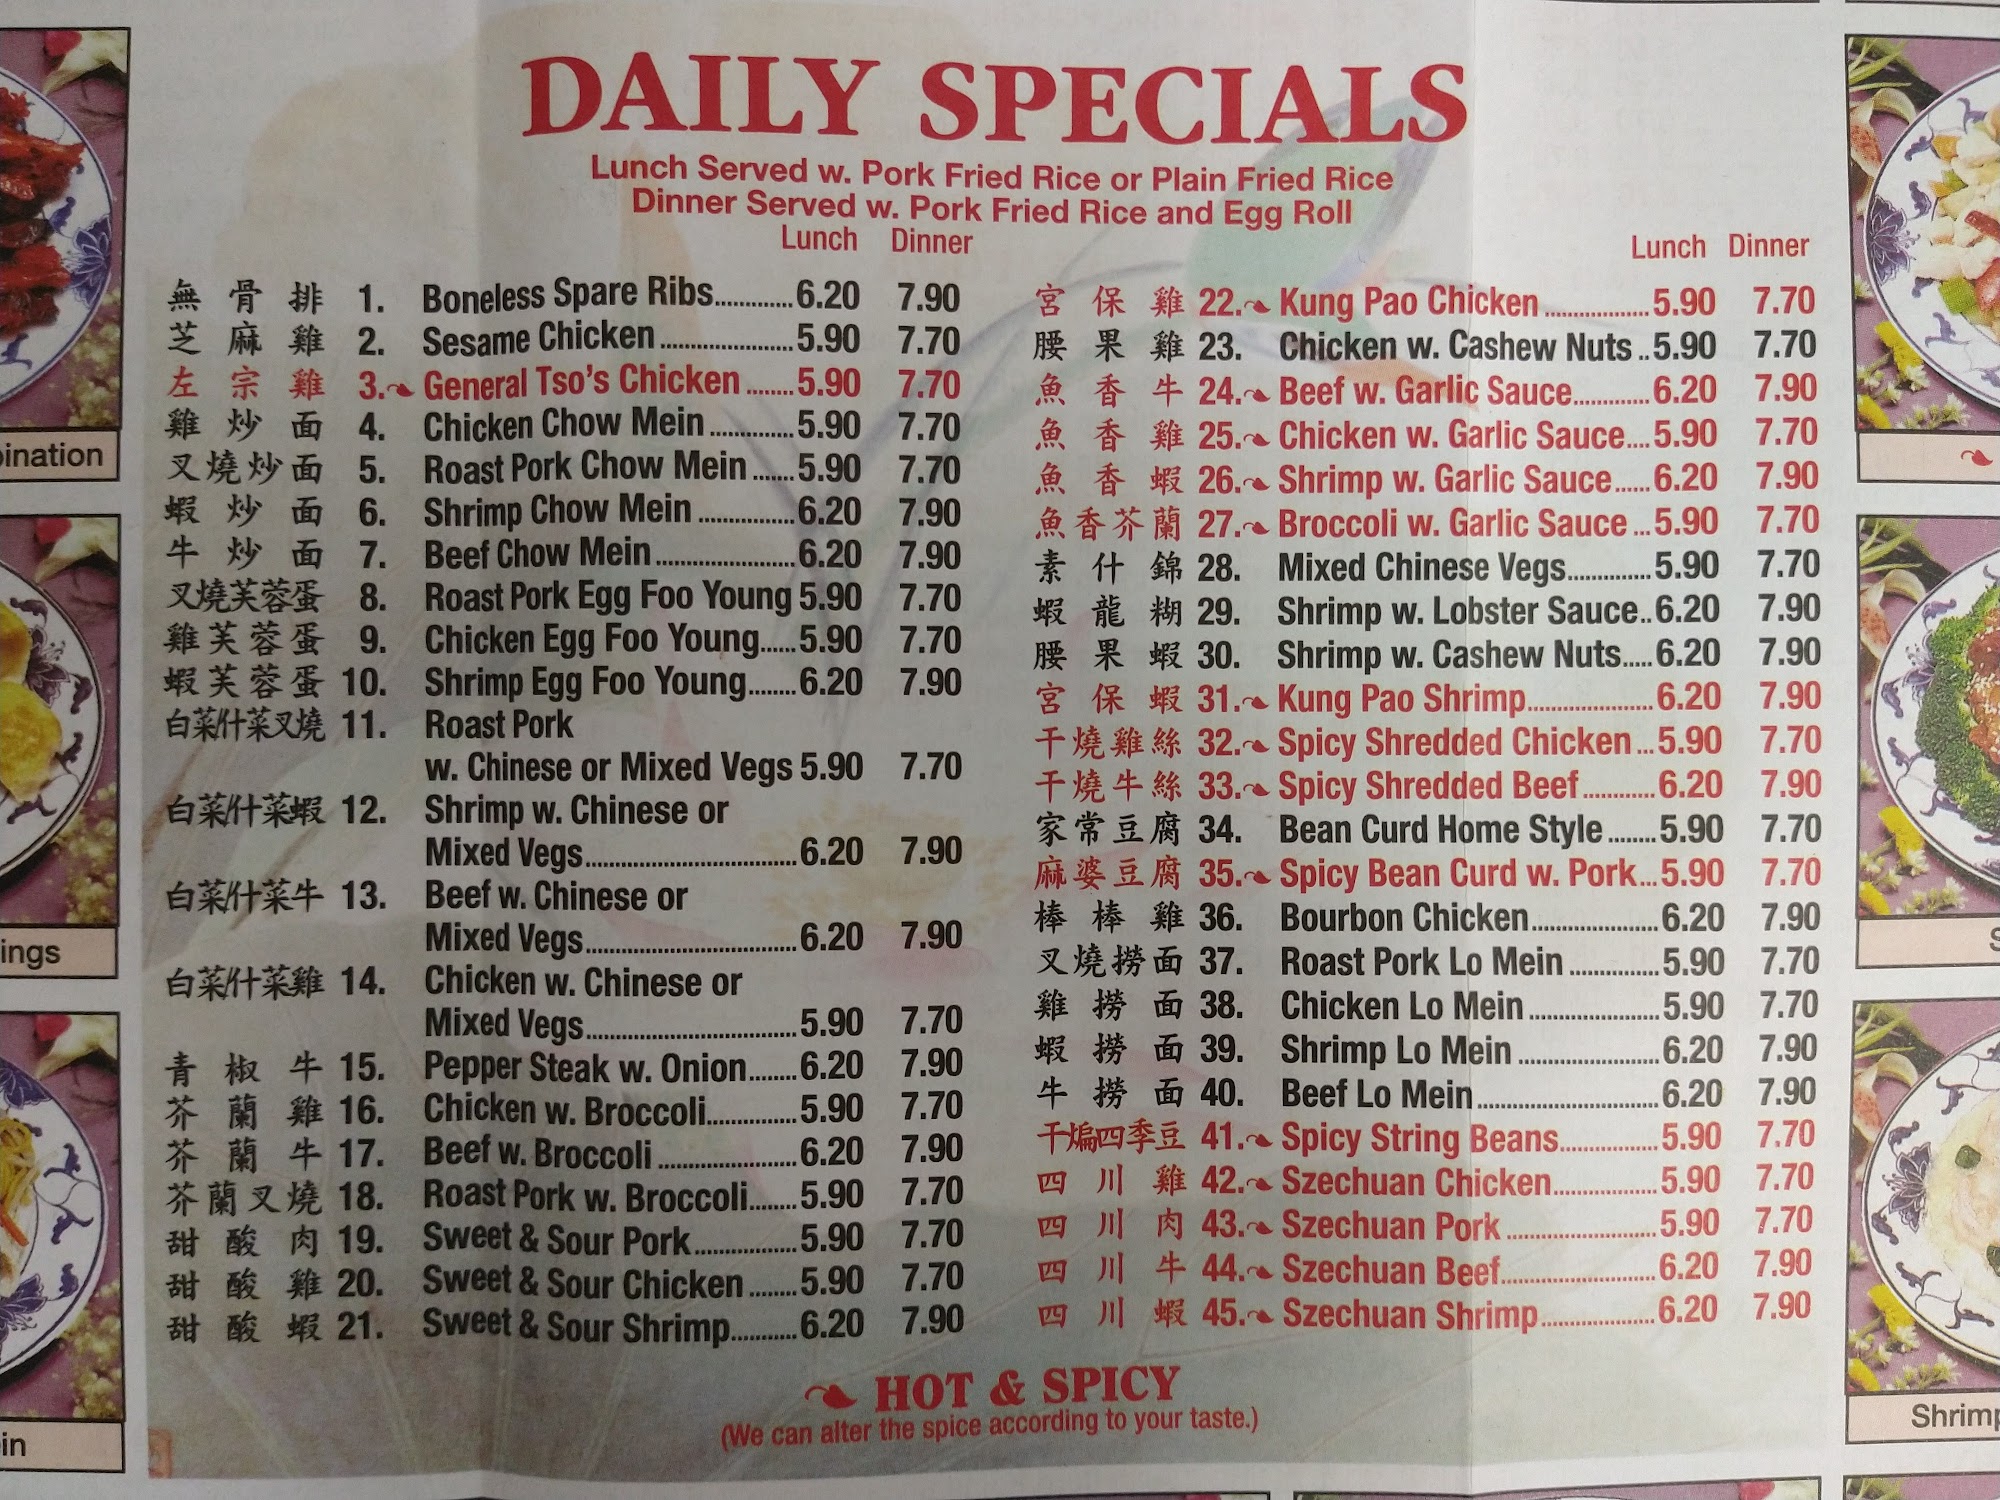 DAILY SPECIALS
Lunch Served w. Pork Fried Rice or Plain Fried Rice
Dinner Served w. Pork Fried Rice and Egg Roll
Lunch Dinner
無骨排 1. Boneless Spare Ribs.............6.20 7.90
芝麻雞 2. Sesame Chicken......................5.90 7.70
左宗雞 3. General Tso's Chicken........5.90 7.70
雞炒面 4. Chicken Chow Mein..............5.90 7.70
叉燒炒面 5. Roast Pork Chow Mein.......5.90 7.70
蝦炒面 6. Shrimp Chow Mein................6.20 7.90
牛炒面 7. Beef Chow Mein.......................6.20 7.90
叉燒芙蓉蛋 8. Roast Pork Egg Foo Young 5.90 7.70
雞芙蓉蛋 9. Chicken Egg Foo Young......5.90 7.70
蝦芙蓉蛋 10. Shrimp Egg Foo Young........6.20 7.90
白菜/什菜叉燒 11. Roast Pork
w. Chinese or Mixed Vegs 5.90 7.70
白菜/什菜蝦 12. Shrimp w. Chinese or
Mixed Vegs...................................6.20 7.90
白菜/什菜牛 13. Beef w. Chinese or
Mixed Vegs...................................6.20 7.90
白菜/什菜雞 14. Chicken w. Chinese or
Mixed Vegs...................................5.90 7.70
青椒牛 15. Pepper Steak w. Onion........6.20 7.90
芥蘭雞 16. Chicken w. Broccoli...............5.90 7.70
芥蘭牛 17. Beef w. Broccoli.......................6.20 7.90
芥蘭叉燒 18. Roast Pork w. Broccoli........5.90 7.70
甜酸肉 19. Sweet & Sour Pork.................5.90 7.70
甜酸雞 20. Sweet & Sour Chicken........5.90 7.70
甜酸蝦 21. Sweet & Sour Shrimp...........6.20 7.90
Lunch Dinner
宮保雞 22. Kung Pao Chicken..................5.90 7.70
腰果雞 23. Chicken w. Cashew Nuts..5.90 7.70
魚香牛 24. Beef w. Garlic Sauce.............6.20 7.90
魚香雞 25. Chicken w. Garlic Sauce....5.90 7.70
魚香蝦 26. Shrimp w. Garlic Sauce......6.20 7.90
魚香芥蘭 27. Broccoli w. Garlic Sauce...5.90 7.70
素什錦 28. Mixed Chinese Vegs..............5.90 7.70
蝦龍糊 29. Shrimp w. Lobster Sauce..6.20 7.90
腰果蝦 30. Shrimp w. Cashew Nuts.....6.20 7.90
宮保蝦 31. Kung Pao Shrimp.....................6.20 7.90
干燒雞絲 32. Spicy Shredded Chicken...5.90 7.70
干燒牛絲 33. Spicy Shredded Beef............6.20 7.90
家常豆腐 34. Bean Curd Home Style........5.90 7.70
麻婆豆腐 35. Spicy Bean Curd w. Pork...5.90 7.70
棒棒雞 36. Bourbon Chicken.....................6.20 7.90
叉燒撈面 37. Roast Pork Lo Mein...............5.90 7.70
雞撈面 38. Chicken Lo Mein......................5.90 7.70
蝦撈面 39. Shrimp Lo Mein........................6.20 7.90
牛撈面 40. Beef Lo Mein...............................6.20 7.90
干煸四季豆 41. Spicy String Beans.................5.90 7.70
四川雞 42. Szechuan Chicken..................5.90 7.70
四川肉 43. Szechuan Pork.........................5.90 7.70
四川牛 44. Szechuan Beef..........................6.20 7.90
四川蝦 45. Szechuan Shrimp...................6.20 7.90
HOT & SPICY
(We can alter the spice according to your taste.)
bination
ings
in
S
Shrimp